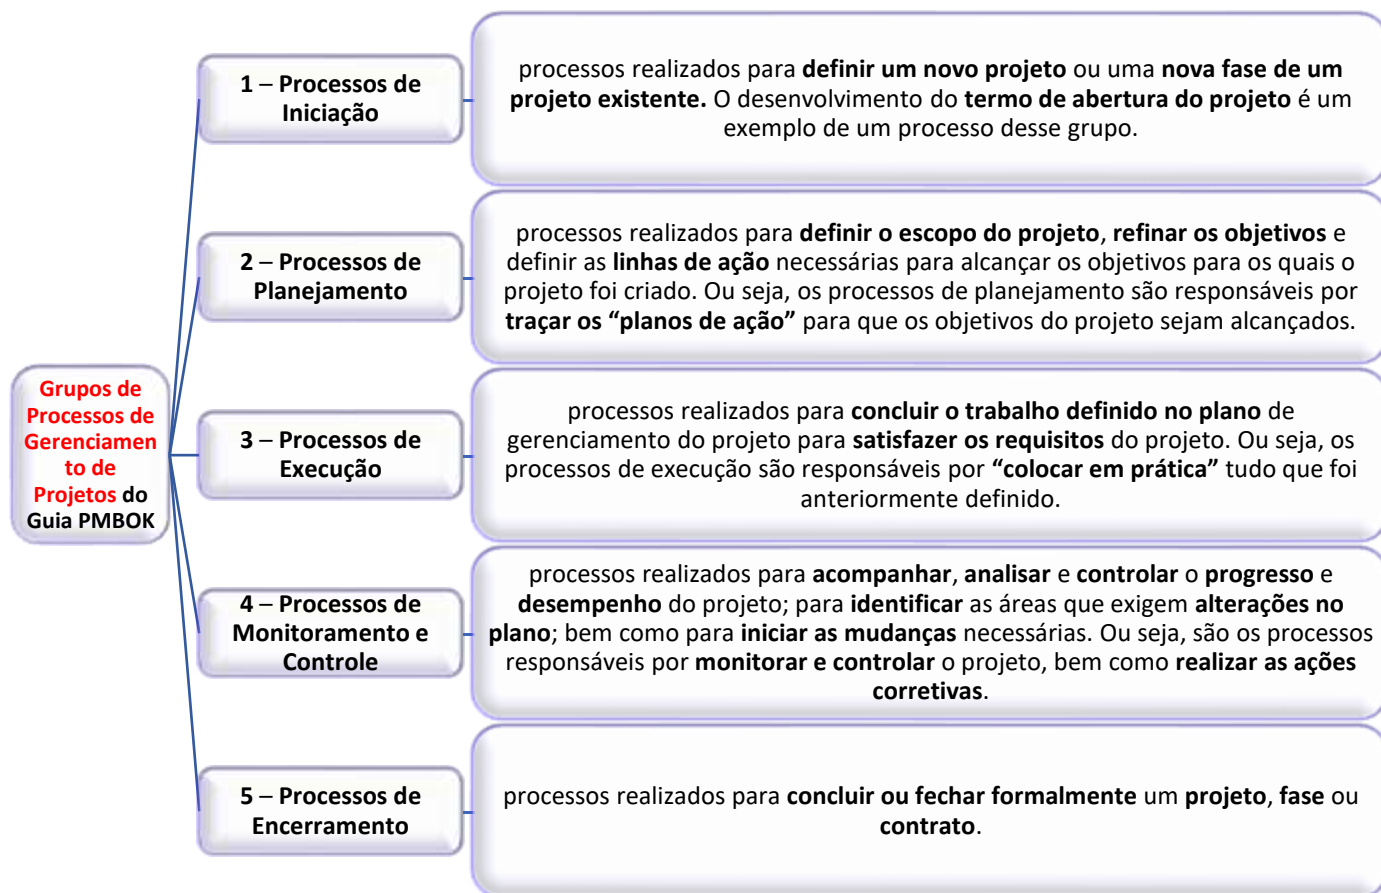 1 – Processos de
Iniciação
processos realizados para definir um novo projeto ou uma nova fase de um
projeto existente. O desenvolvimento do termo de abertura do projeto é um
exemplo de um processo desse grupo.
2 – Processos de
Planejamento
processos realizados para definir o escopo do projeto, refinar os objetivos e
definir as linhas de ação necessárias para alcançar os objetivos para os quais o
projeto foi criado. Ou seja, os processos de planejamento são responsáveis por
traçar os “planos de ação” para que os objetivos do projeto sejam alcançados.
Grupos de
Processos de
Gerenciamen
to de
Projetos do
Guia PMBOK
3 – Processos de
Execução
processos realizados para concluir o trabalho definido no plano de
gerenciamento do projeto para satisfazer os requisitos do projeto. Ou seja, os
processos de execução são responsáveis por “colocar em prática” tudo que foi
anteriormente definido.
4 – Processos de
Monitoramento e
Controle
processos realizados para acompanhar, analisar e controlar o progresso e
desempenho do projeto; para identificar as áreas que exigem alterações no
plano; bem como para iniciar as mudanças necessárias. Ou seja, são os processos
responsáveis por monitorar e controlar o projeto, bem como realizar as ações
corretivas.
5 – Processos de
Encerramento
processos realizados para concluir ou fechar formalmente um projeto, fase ou
contrato.